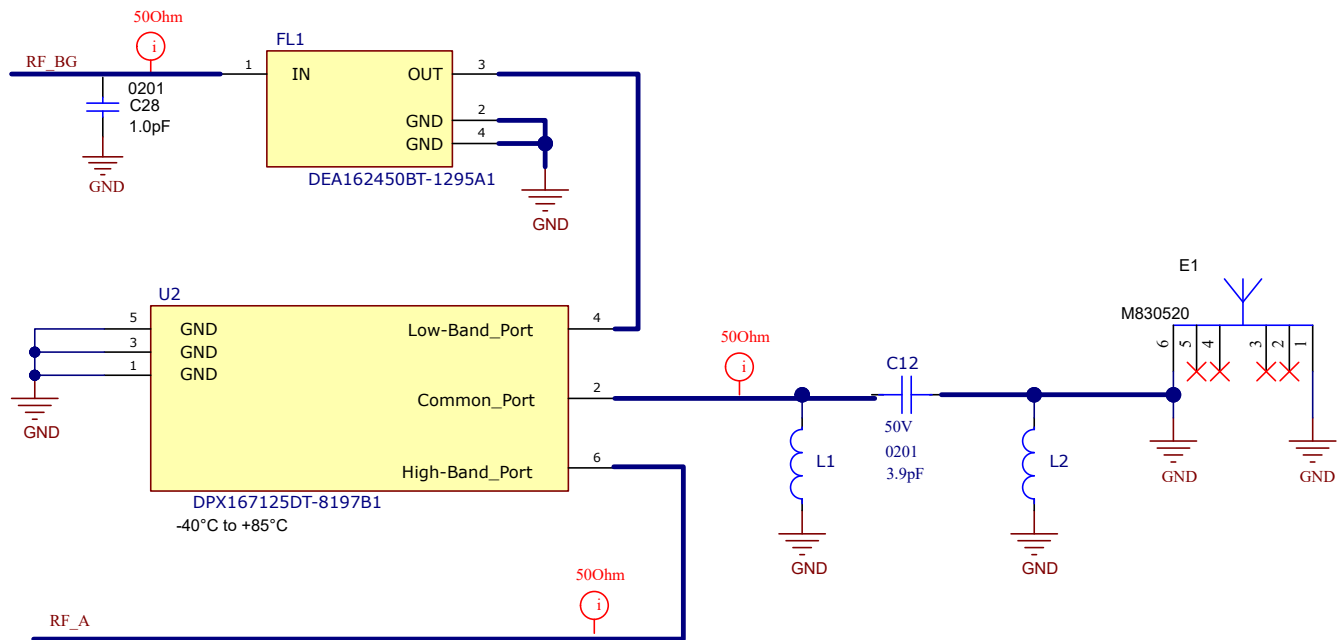 50Ohm
i
RF_BG
0201
C28
1.0pF
GND
FL1
1
IN
OUT
3
GND
2
GND
4
DEA162450BT-1295A1
GND
U2
5
GND
3
GND
1
GND
GND
Low-Band_Port
4
Common_Port
2
High-Band_Port
6
DPX167125DT-8197B1
-40°C to +85°C
50Ohm
i
L1
GND
C12
50V
0201
3.9pF
L2
GND
E1
M830520
6
5
4
3
2
1
GND
GND
50Ohm
i
RF_A